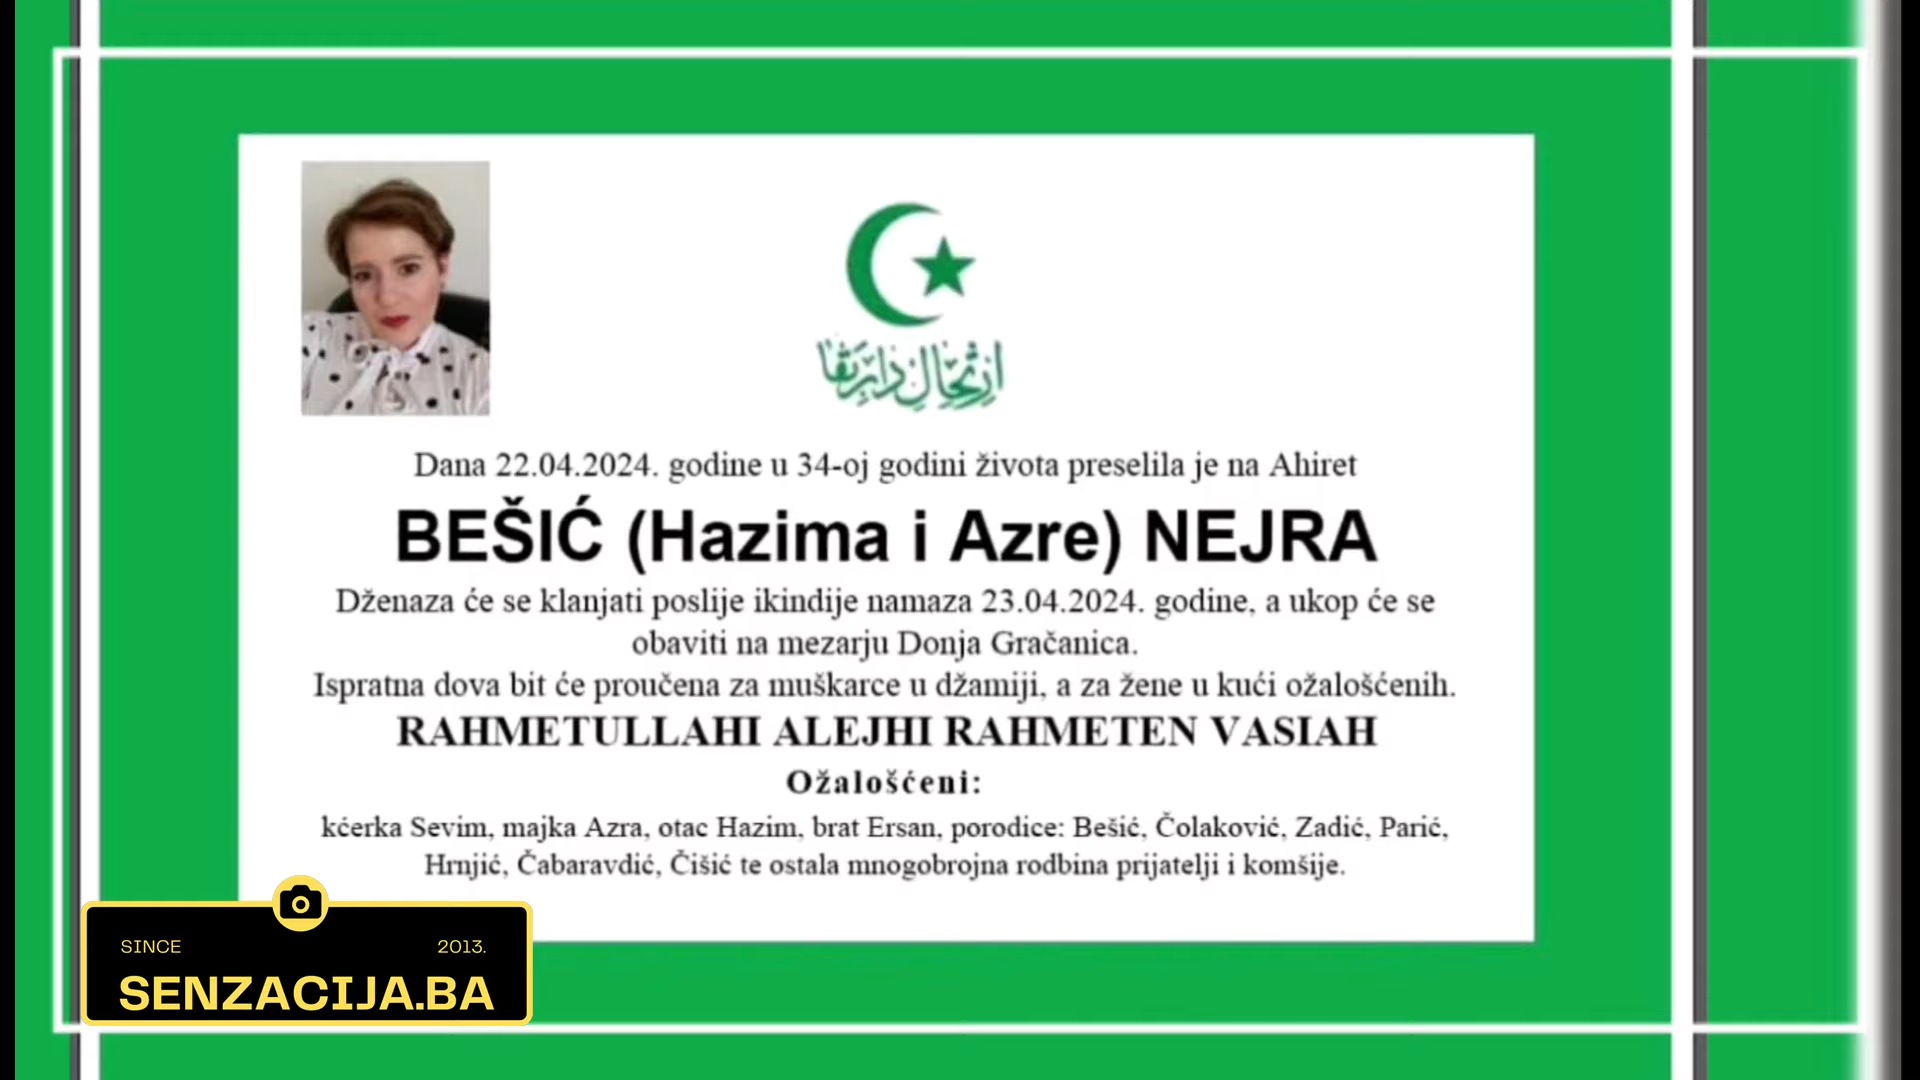 ارتحال دار بقا
Dana 22.04.2024. godine u 34-oj godini života preselila je na Ahiret
BEŠIĆ (Hazima i Azre) NEJRA
Dženaza će se klanjati poslije ikindije namaza 23.04.2024. godine, a ukop će se
obaviti na mezarju Donja Gračanica.
Ispratna dova bit će proučena za muškarce u džamiji, a za žene u kući ožalošćenih.
RAHMETULLAHI ALEJHI RAHMETEN VASIAH
Ožalošćeni:
kćerka Sevim, majka Azra, otac Hazim, brat Ersan, porodice: Bešić, Čolaković, Zadić, Parić,
Hrnjić, Čabaravdić, Čišić te ostala mnogobrojna rodbina prijatelji i komšije.
SINCE 2013.
SENZACIJA.BA